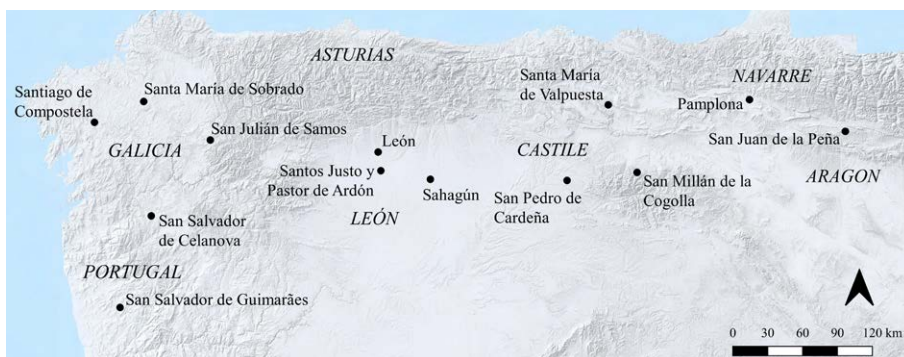 ASTURIAS
Santa María
de Valpuesta
NAVARRE
Santiago de
Compostela
Santa María de Sobrado
Pamplona
San Julián de Samos
León
San Juan de la Peña
GALICIA
CASTILE
Santos Justo y
Pastor de Ardón
Sahagún
San Pedro de
Cardeña
San Millán de la
Cogolla
ARAGON
LEÓN
San Salvador
de Celanova
PORTUGAL
San Salvador de Guimarães
0 30 60 90 120 km